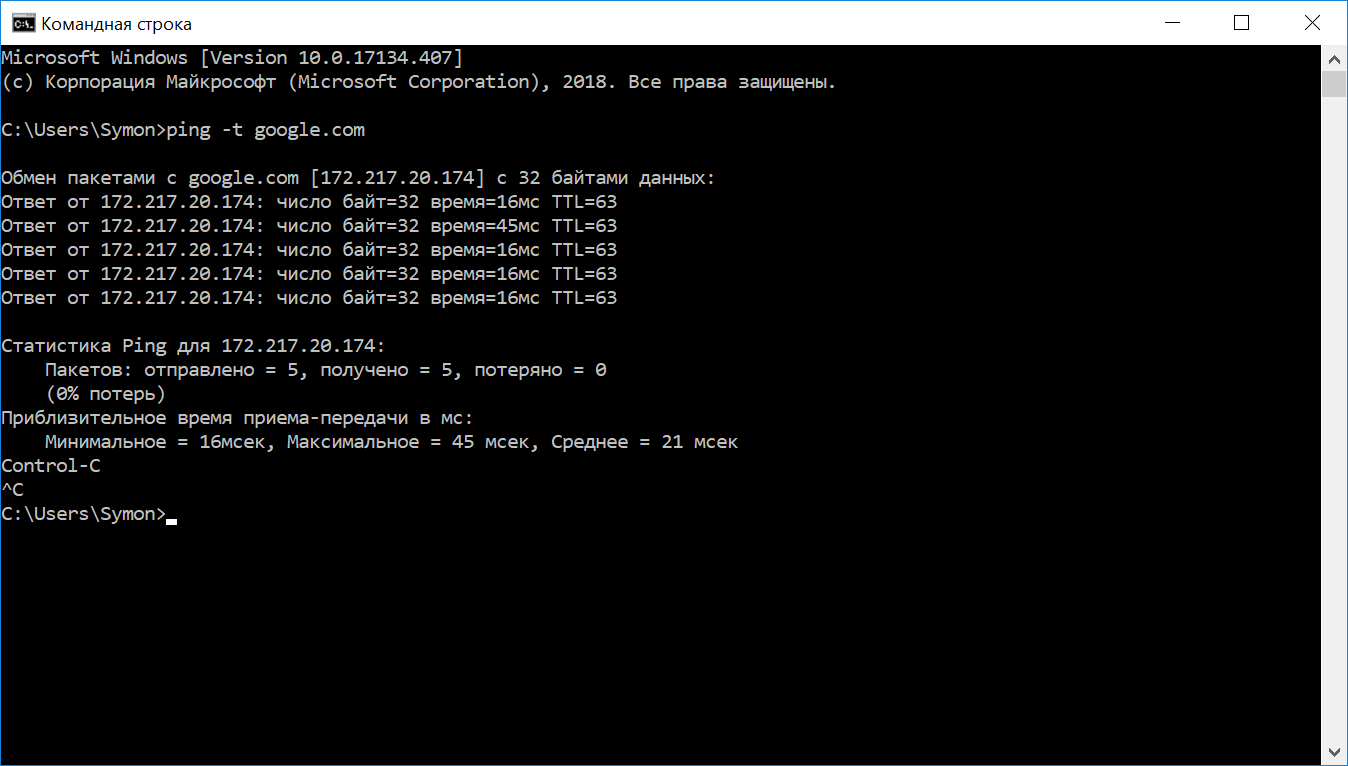 Командная строка
Microsoft Windows [Version 10.0.17134.407]
(c) Корпорация Майкрософт (Microsoft Corporation), 2018. Все права защищены.
C:\Users\Symon>ping -t google.com
Обмен пакетами с google.com [172.217.20.174] с 32 байтами данных:
Ответ от 172.217.20.174: число байт=32 время=16мс TTL=63
Ответ от 172.217.20.174: число байт=32 время=45мс TTL=63
Ответ от 172.217.20.174: число байт=32 время=16мс TTL=63
Ответ от 172.217.20.174: число байт=32 время=16мс TTL=63
Ответ от 172.217.20.174: число байт=32 время=16мс TTL=63
Статистика Ping для 172.217.20.174:
    Пакетов: отправлено = 5, получено = 5, потеряно = 0
    (0% потерь)
Приблизительное время приема-передачи в мс:
    Минимальное = 16мсек, Максимальное = 45 мсек, Среднее = 21 мсек
Control-C
^C
C:\Users\Symon>